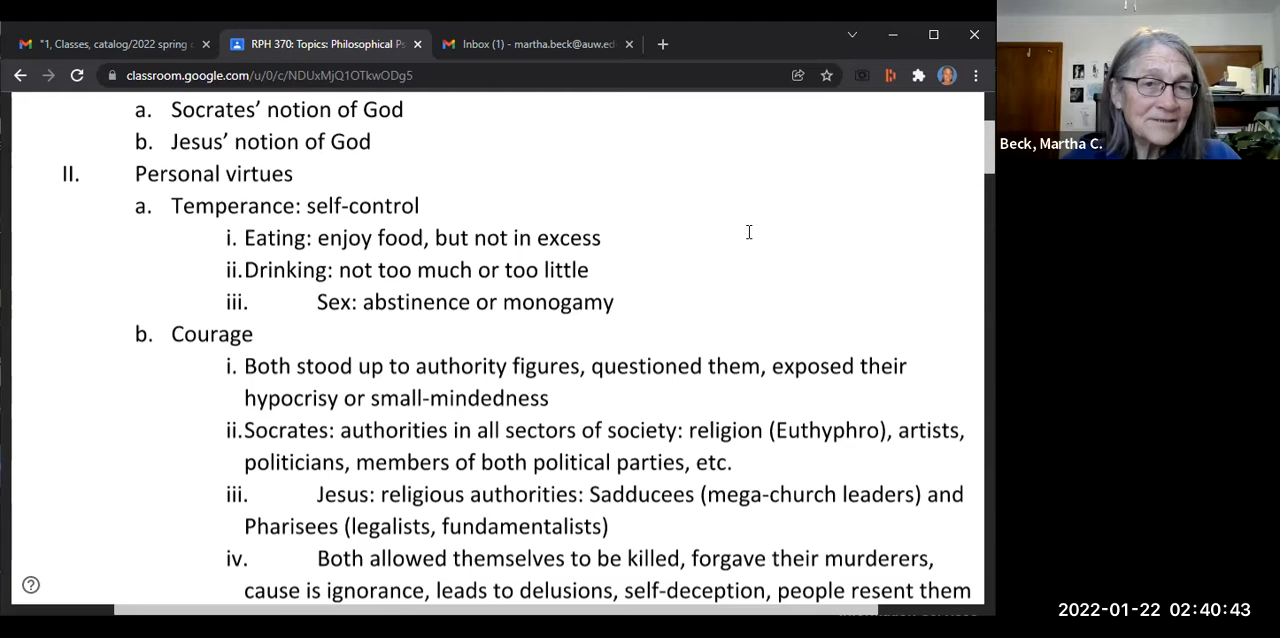 "1, Classes, catalog/2022 spring
RPH 370: Topics: Philosophical Ps
Inbox (1) - martha.beck@auw.ed
classroom.google.com/u/0/c/NDUxMjQ1OTkwODg5
a. Socrates' notion of God
b. Jesus' notion of God
II. Personal virtues
a. Temperance: self-control
i. Eating: enjoy food, but not in excess
ii.Drinking: not too much or too little
iii. Sex: abstinence or monogamy
b. Courage
i. Both stood up to authority figures, questioned them, exposed their
hypocrisy or small-mindedness
ii.Socrates: authorities in all sectors of society: religion (Euthyphro), artists,
politicians, members of both political parties, etc.
iii. Jesus: religious authorities: Sadducees (mega-church leaders) and
Pharisees (legalists, fundamentalists)
iv. Both allowed themselves to be killed, forgave their murderers,
cause is ignorance, leads to delusions, self-deception, people resent them
Beck, Martha C.
2022-01-22 02:40:43